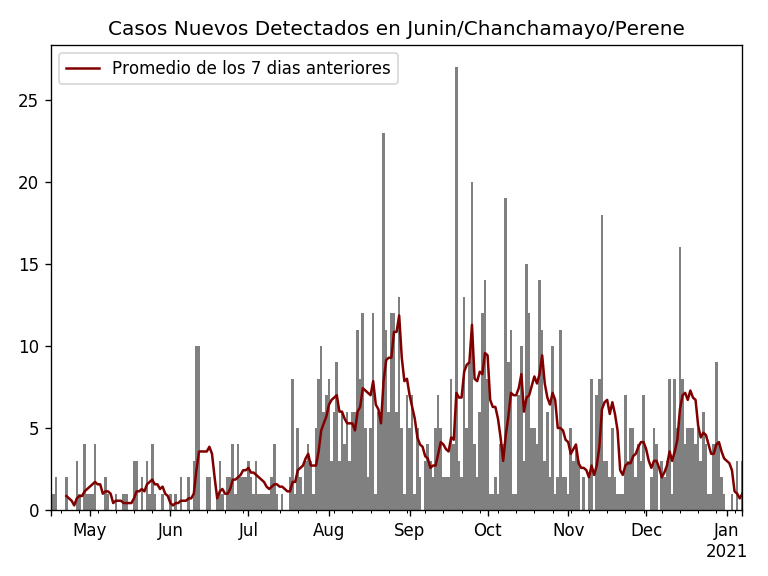 Casos Nuevos Detectados en Junin/Chanchamayo/Perene
Promedio de los 7 dias anteriores
25
20
15
10
5
0
May Jun Jul Aug Sep Oct Nov Dec Jan
2021